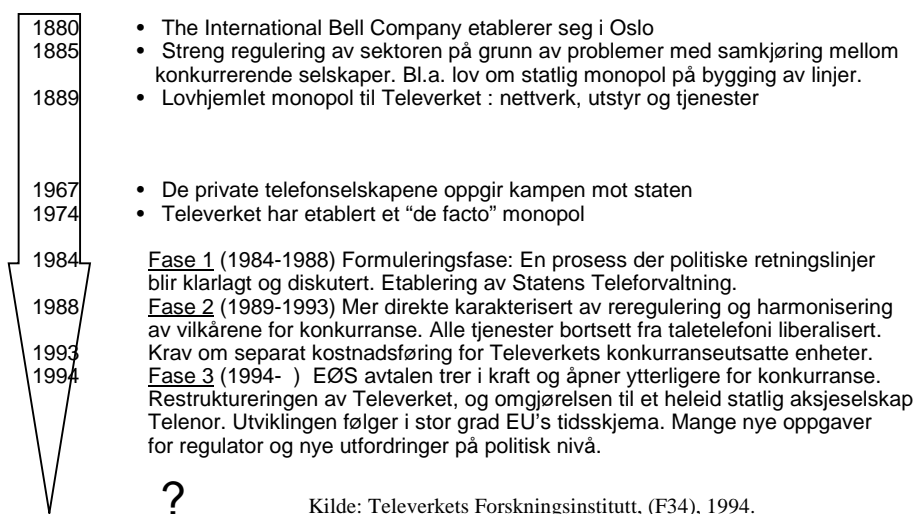 1880 • The International Bell Company etablerer seg i Oslo
1885 • Streng regulering av sektoren på grunn av problemer med samkjøring mellom
konkurrerende selskaper. Bl.a. lov om statlig monopol på bygging av linjer.
1889 • Lovhjemlet monopol til Televerket : nettverk, utstyr og tjenester
1967 • De private telefonselskapene oppgir kampen mot staten
1974 • Televerket har etablert et “de facto” monopol
1984 Fase 1 (1984-1988) Formuleringsfase: En prosess der politiske retningslinjer
blir klarlagt og diskutert. Etablering av Statens Teleforvaltning.
1988 Fase 2 (1989-1993) Mer direkte karakterisert av reregulering og harmonisering
av vilkårene for konkurranse. Alle tjenester bortsett fra taletelefoni liberalisert.
1993 Krav om separat kostnadsføring for Televerkets konkurranseutsatte enheter.
1994 Fase 3 (1994- ) EØS avtalen trer i kraft og åpner ytterligere for konkurranse.
Restruktureringen av Televerket, og omgjørelsen til et heleid statlig aksjeselskap
Telenor. Utviklingen følger i stor grad EU's tidsskjema. Mange nye oppgaver
for regulator og nye utfordringer på politisk nivå.
? Kilde: Televerkets Forskningsinstitutt, (F34), 1994.